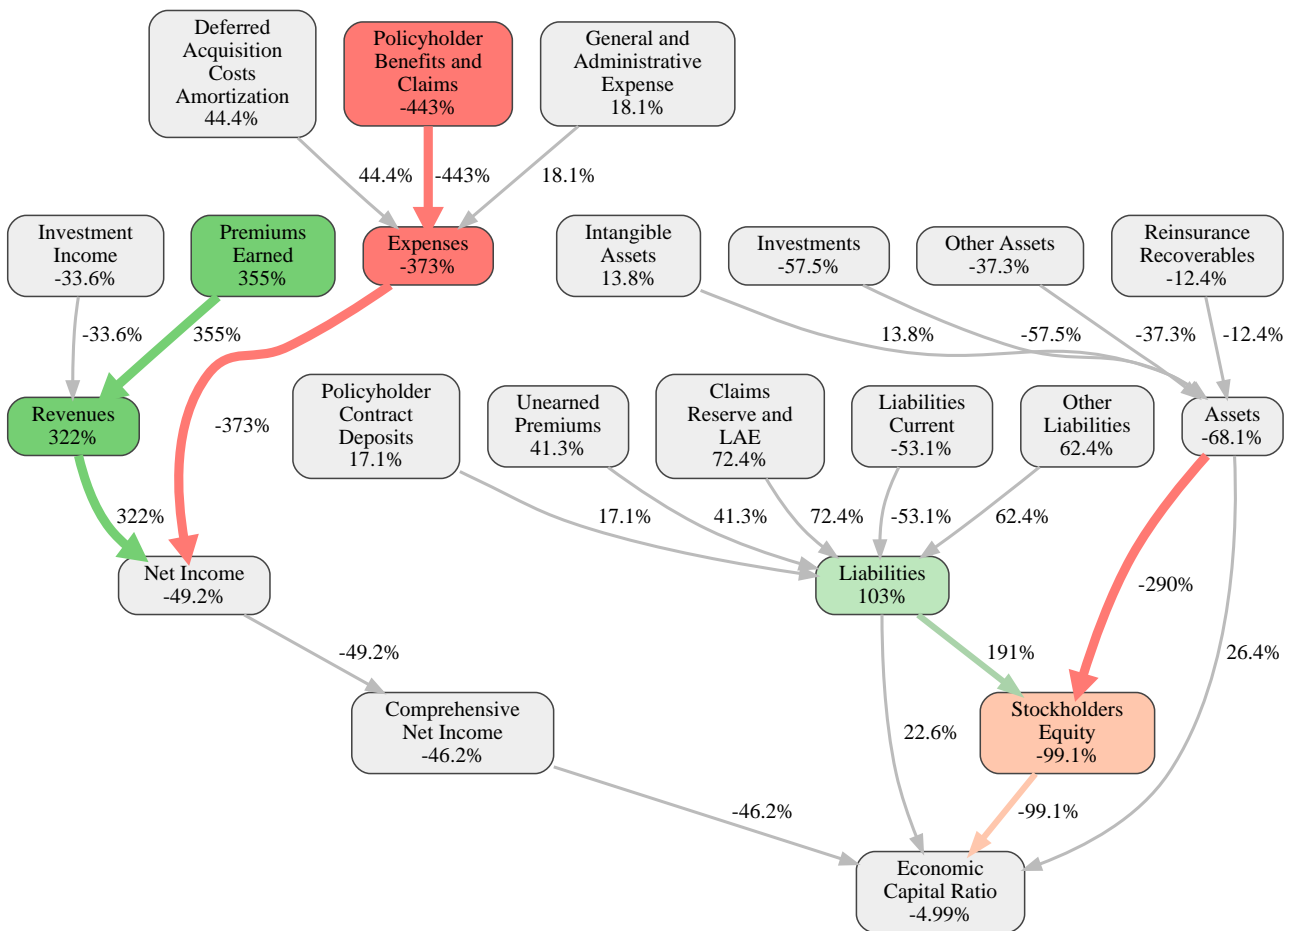 Deferred
Acquisition
Costs
Amortization
44.4%
Policyholder
Benefits and
Claims
-443%
General and
Administrative
Expense
18.1%
44.4%
-443%
18.1%
Investment
Income
-33.6%
Premiums
Earned
355%
Expenses
-373%
Intangible
Assets
13.8%
Investments
-57.5%
Other Assets
-37.3%
Reinsurance
Recoverables
-12.4%
-33.6%
355%
13.8%
-57.5%
-37.3%
-12.4%
Revenues
322%
-373%
Policyholder
Contract
Deposits
17.1%
Unearned
Premiums
41.3%
Claims
Reserve and
LAE
72.4%
Liabilities
Current
-53.1%
Other
Liabilities
62.4%
Assets
-68.1%
322%
17.1%
41.3%
72.4%
-53.1%
62.4%
Net Income
-49.2%
Liabilities
103%
-290%
-49.2%
191%
26.4%
Comprehensive
Net Income
-46.2%
22.6%
Stockholders
Equity
-99.1%
-46.2%
-99.1%
Economic
Capital Ratio
-4.99%